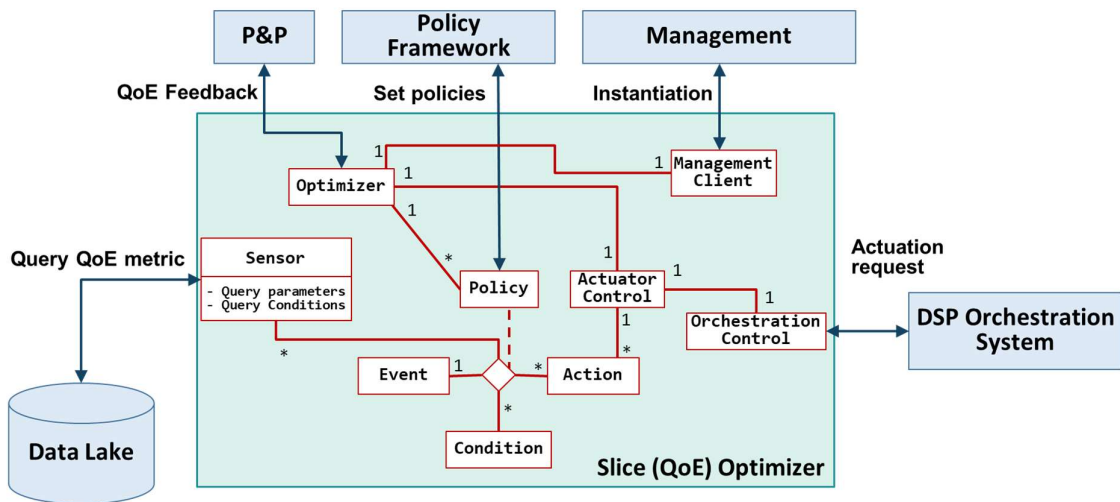 P&P
Policy
Framework
Management
QoE Feedback
Set policies
Instantiation
1
1
Management
Client
Optimizer
1
1
Query QoE metric
Sensor
- Query parameters
- Query Conditions
*
Policy
1
Actuator
Control
1
1
Actuation
request
Orchestration
Control
DSP Orchestration
System
1
*
*
Event
1
*
Action
*
Condition
Data Lake
Slice (QoE) Optimizer